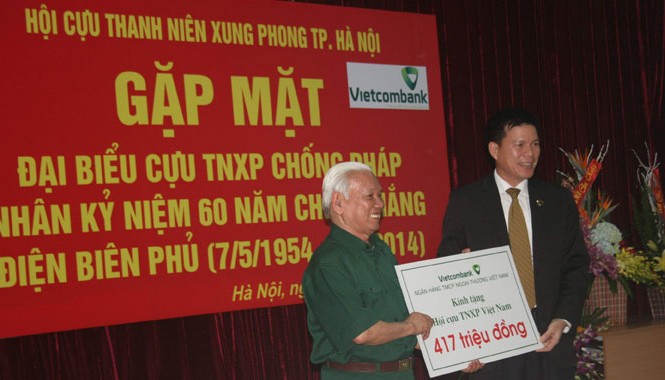 HỘI CỰU THANH NIÊN XUNG PHONG TP. HÀ NỘI
GẶP MẶT
Vietcombank
ĐẠI BIỂU CỰU TNXP CHỐNG PHÁP
NHÂN KỶ NIỆM 60 NĂM
ĐIỆN BIÊN PHỦ (7/5/1954 2014)
Hà Nội,
Vietcombank
NGÂN HÀNG TMCP NGOẠI THƯƠNG VIỆT NAM
Kính tặng
Hội cựu TNXP Việt Nam
417 triệu đồng